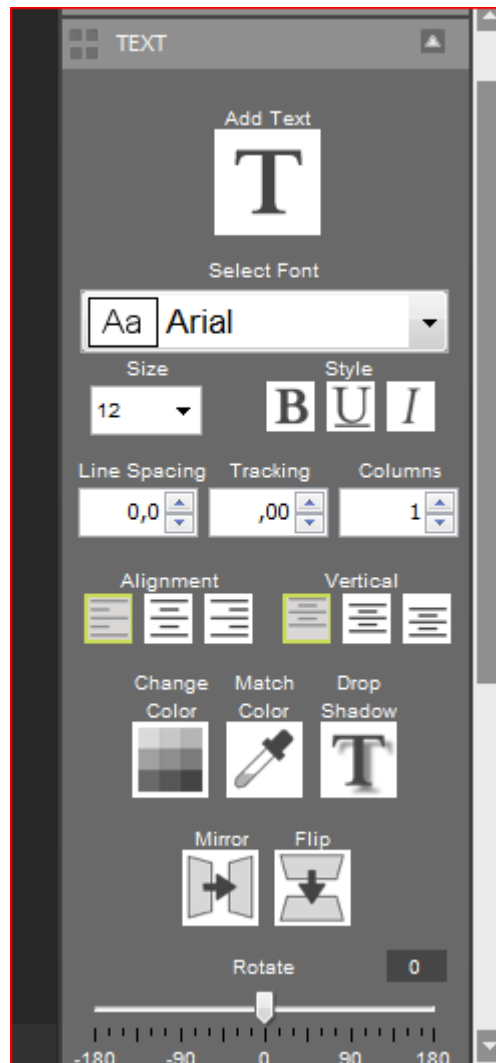 TEXT
Add Text
T
Select Font
Aa Arial
Size Style
12 B U I
Line Spacing Tracking Columns
0,0 ,00 1
Alignment Vertical
Change Match Drop
Color Color Shadow
T
Mirror Flip
Rotate 0
-180 -90 0 90 180